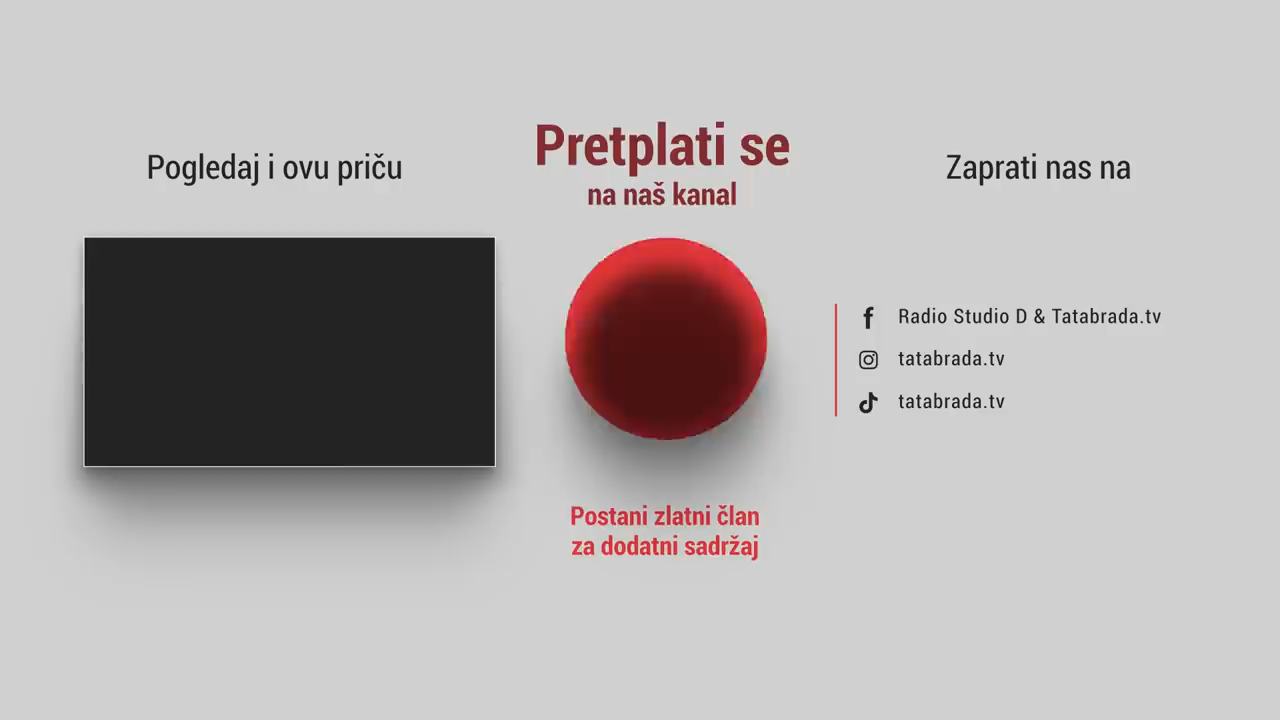 Pogledaj i ovu priču
Pretplati se
na naš kanal
Postani zlatni član
za dodatni sadržaj
Zaprati nas na
Radio Studio D & Tatabrada.tv
tatabrada.tv
tatabrada.tv